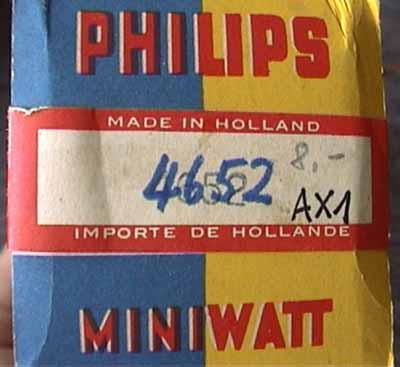 PHILIPS
MADE IN HOLLAND
8,-
4652
AX1
IMPORTE DE HOLLANDE
MINIWATT